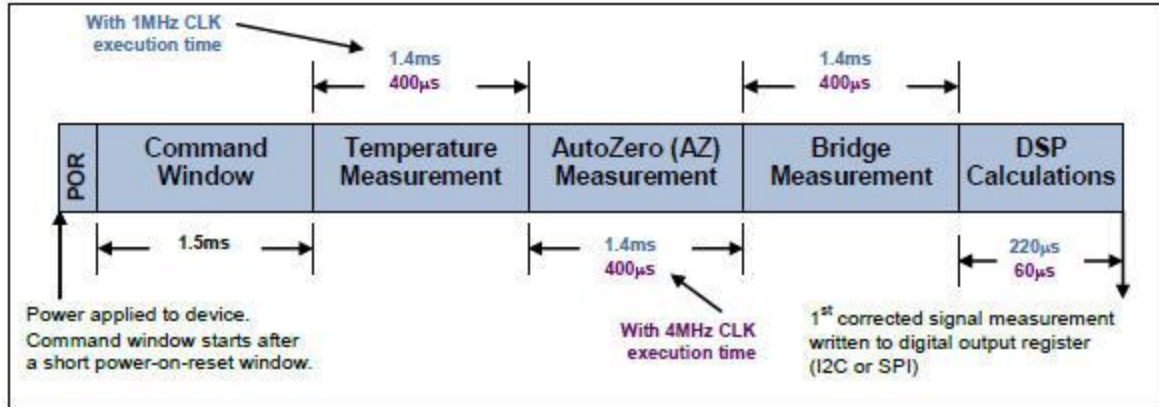 With 1MHz CLK
execution time
1.4ms
400µs
1.4ms
400µs
POR
Command
Window
Temperature
Measurement
AutoZero (AZ)
Measurement
Bridge
Measurement
DSP
Calculations
1.5ms
1.4ms
400µs
220µs
60µs
Power applied to device.
Command window starts after
a short power-on-reset window.
With 4MHz CLK
execution time
1st corrected signal measurement
written to digital output register
(I2C or SPI)